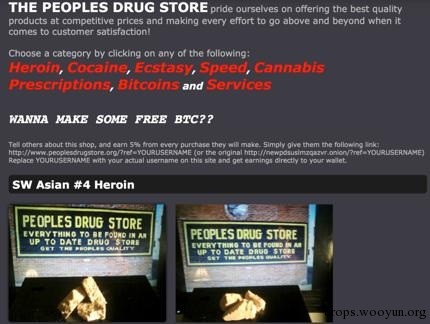 THE PEOPLES DRUG STORE pride ourselves on offering the best quality
products at competitive prices and making every effort to go above and beyond when it
comes to customer satisfaction!
Choose a category by clicking on any of the following:
Heroin, Cocaine, Ecstasy, Speed, Cannabis
Prescriptions, Bitcoins and Services
WANNA MAKE SOME FREE BTC??
Tell others about this shop, and earn 5% from every purchase they will make. Simply give them the following link:
http://www.peoplesdrugstore.org/?ref=YOURUSERNAME (or the original http://newpdsuslmzqazvr.onion/?ref=YOURUSERNAME)
Replace YOURUSERNAME with your actual username on this site and get earnings directly to your wallet.
SW Asian #4 Heroin
PEOPLES DRUG STORE
EVERYTHING TO BE FOUND IN AN
UP TO DATE DRUG STORE
GET THE PEOPLES QUALITY
PEOPLES DRUG STORE
EVERYTHING TO BE FOUND IN AN
UP TO DATE DRUG STORE
GET THE PEOPLES QUALITY
rops.wooyun.org